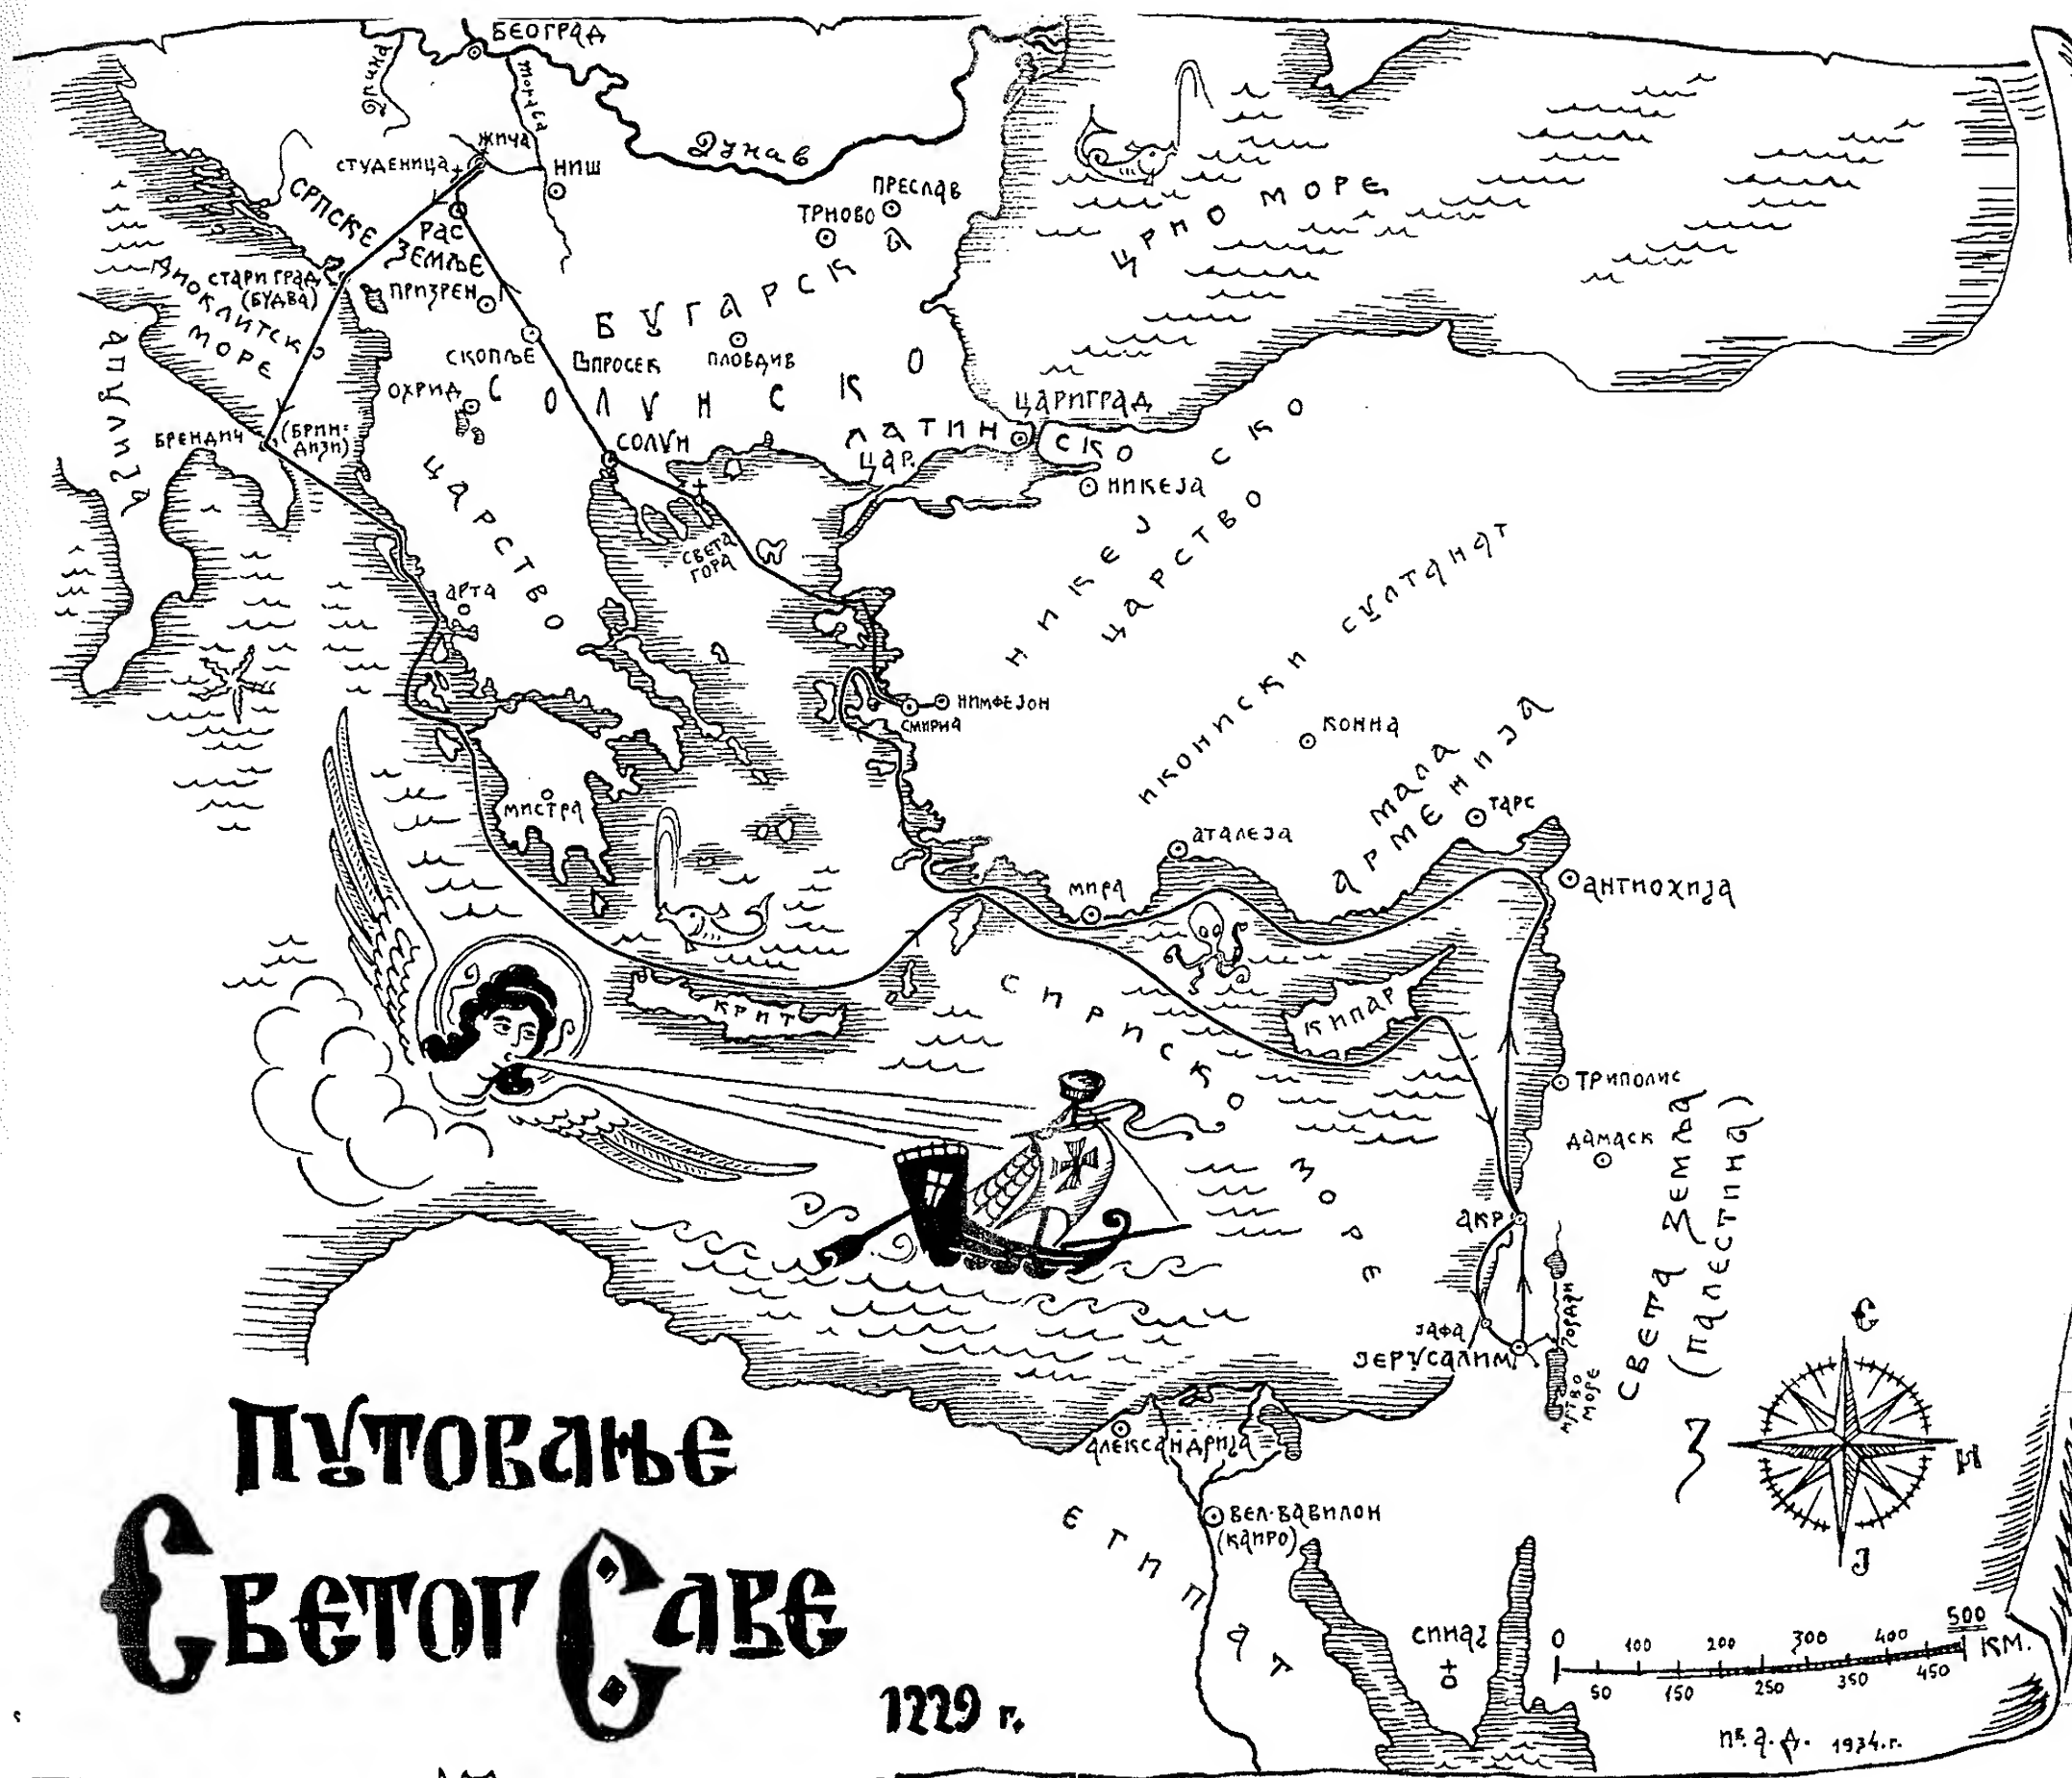 БЕОГРАД
Дрина
Морава
Дунав
ЖИЧА
СТУДЕНИЦА
НИШ
СРПСКЕ
ЗЕМЉЕ
РАС
ПРЕСЛАВ
ТРНОВО
ЦРНО МОРЕ
СТАРИ ГРАД
(БУДВА)
ДИОКЛИТСКО
МОРЕ
ПРИЗРЕН
БУГАРСКА
СКОПЉЕ
ПРОСЕК
ПЛОВДИВ
АПУЛИЈА
ОХРИД
СОЛУНСКО
ЦАРСТВО
ЦАРИГРАД
БРЕНДИЧ
(БРИН=
ДИЗИ)
СОЛУН
ЛАТИНСКО
ЦАР.
НИКЕЈА
НИКЕЈСКО
ЦАРСТВО
СВЕТА
ГОРА
АРТА
ИКОНИСКИ СУЛТАНАТ
НИМФЕЈОН
СМИРНА
КОНИА
МАЛА
АРМЕНИЈА
ТАРС
МИСТРА
АТАЛЕЈА
МИРА
АНТИОХИЈА
КРИТ
СИРИСКО МОРЕ
КИПАР
ТРИПОЛИС
ДАМАСК
СВЕТА ЗЕМЉА
(ПАЛЕСТИНА)
АКР
ЈАФА
ЈОРДАН
ЈЕРУСАЛИМ
МРТВО
МОРЕ
АЛЕКСАНДРИЈА
ВЕЛ·ВАВИЛОН
(КАИРО)
ЕГИПАТ
СИНАЈ
С
З
И
Ј
ПУТОВАЊЕ
СВЕТОГ САВЕ
1229 г.
0 100 200 300 400 500 КМ.
50 150 250 350 450
1934.г.